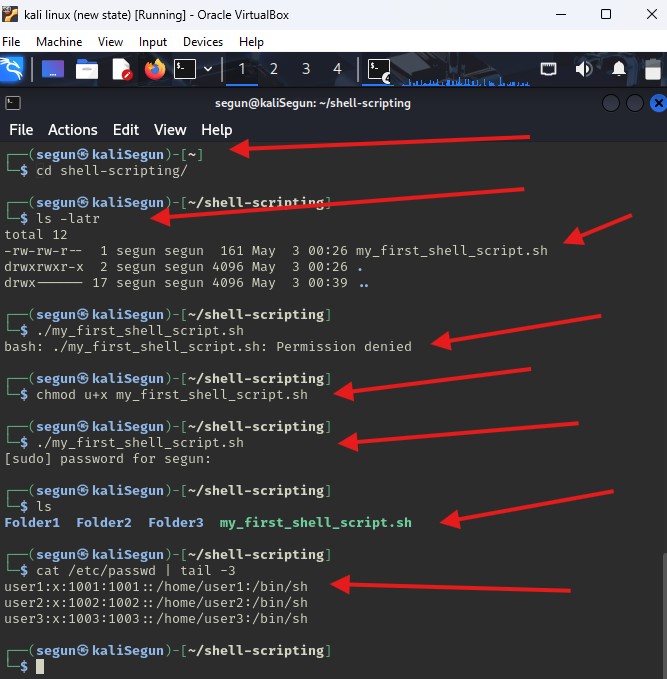 kali linux (new state) [Running] - Oracle VirtualBox
File Machine View Input Devices Help
1 2 3 4
segun@kaliSegun: ~/shell-scripting
File Actions Edit View Help
┌──(segun㉿kaliSegun)-[~]
└─$ cd shell-scripting/
┌──(segun㉿kaliSegun)-[~/shell-scripting]
└─$ ls -latr
total 12
-rw-rw-r-- 1 segun segun 161 May 3 00:26 my_first_shell_script.sh
drwxrwxr-x 2 segun segun 4096 May 3 00:26 .
drwx------ 17 segun segun 4096 May 3 00:39 ..
┌──(segun㉿kaliSegun)-[~/shell-scripting]
└─$ ./my_first_shell_script.sh
bash: ./my_first_shell_script.sh: Permission denied
┌──(segun㉿kaliSegun)-[~/shell-scripting]
└─$ chmod u+x my_first_shell_script.sh
┌──(segun㉿kaliSegun)-[~/shell-scripting]
└─$ ./my_first_shell_script.sh
[sudo] password for segun:
┌──(segun㉿kaliSegun)-[~/shell-scripting]
└─$ ls
Folder1 Folder2 Folder3 my_first_shell_script.sh
┌──(segun㉿kaliSegun)-[~/shell-scripting]
└─$ cat /etc/passwd | tail -3
user1:x:1001:1001::/home/user1:/bin/sh
user2:x:1002:1002::/home/user2:/bin/sh
user3:x:1003:1003::/home/user3:/bin/sh
┌──(segun㉿kaliSegun)-[~/shell-scripting]
└─$